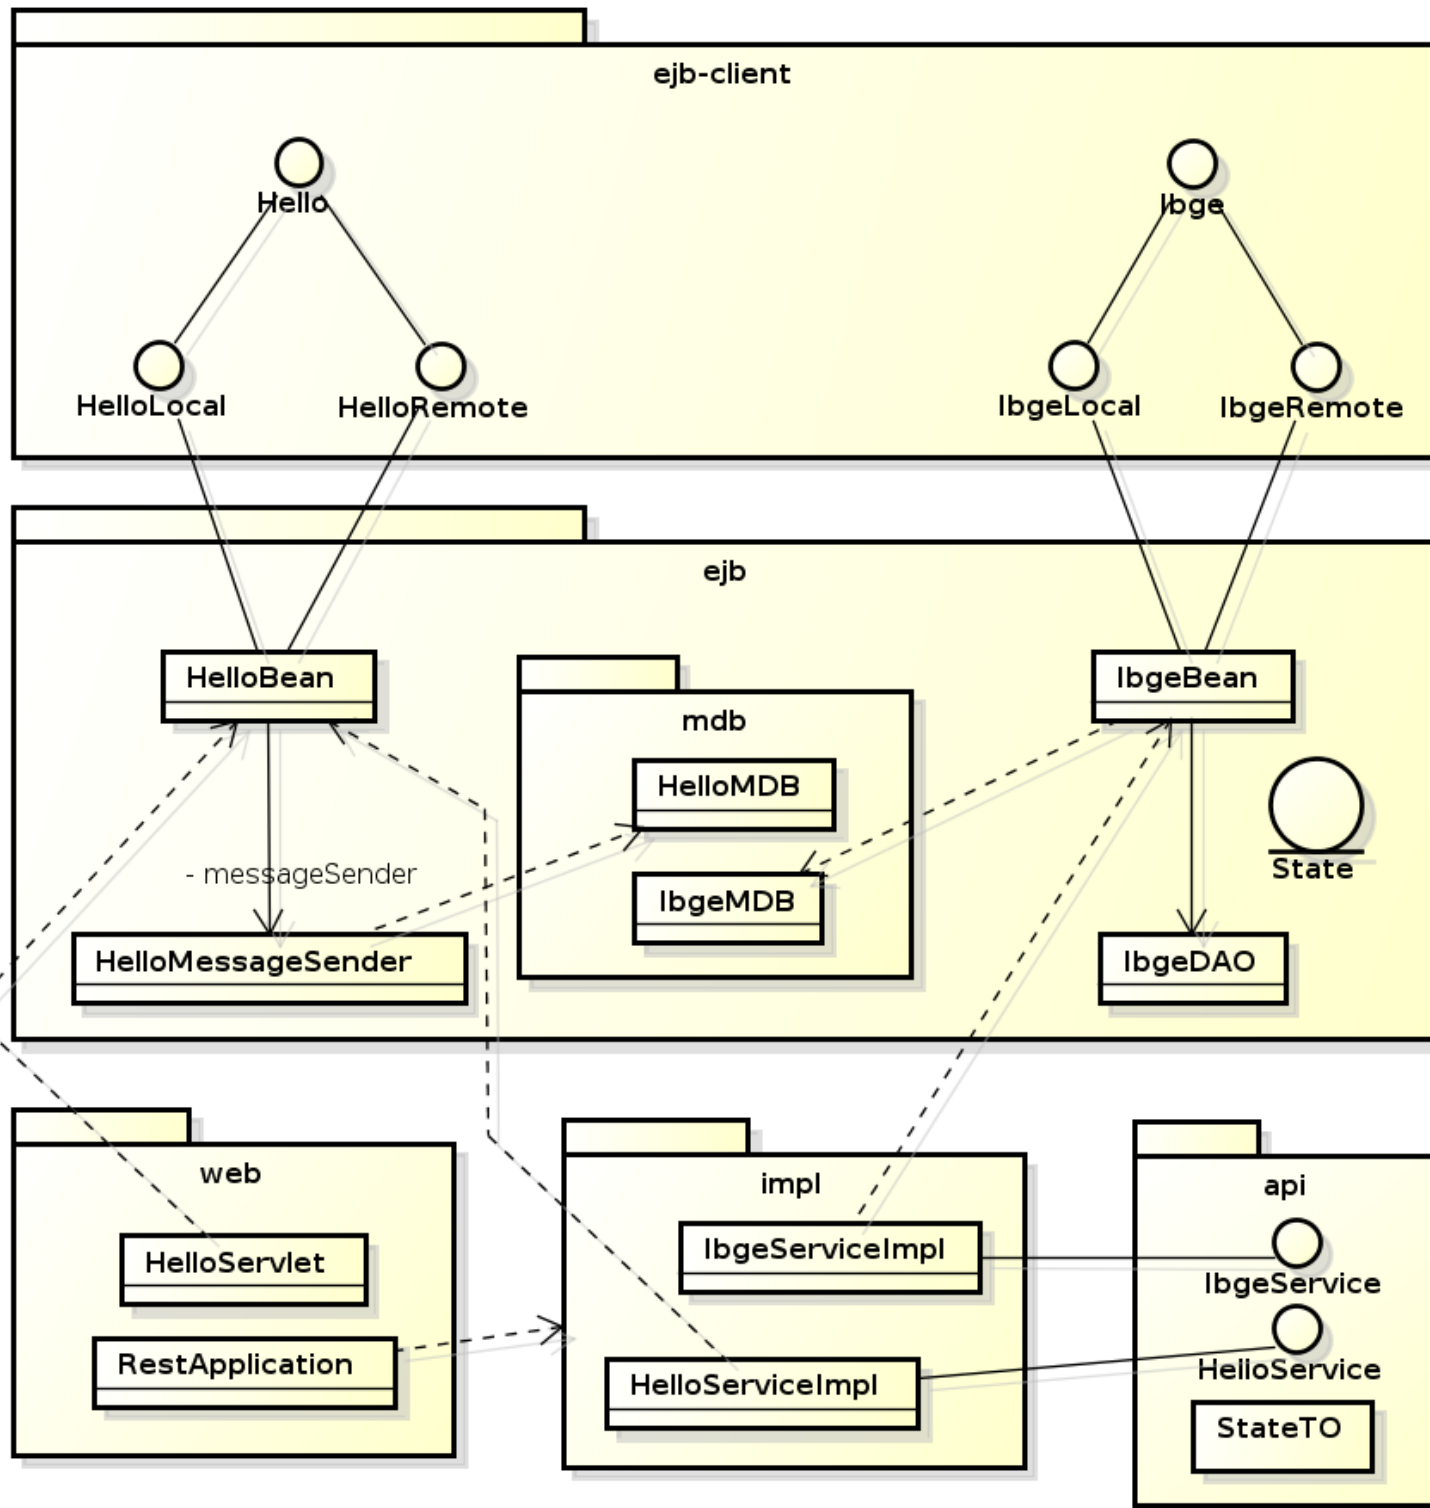 ejb-client
Hello
Ibge
HelloLocal
HelloRemote
IbgeLocal
IbgeRemote
ejb
HelloBean
mdb
IbgeBean
HelloMDB
- messageSender
IbgeMDB
State
HelloMessageSender
IbgeDAO
web
impl
api
HelloServlet
IbgeServiceImpl
IbgeService
RestApplication
HelloServiceImpl
HelloService
StateTO